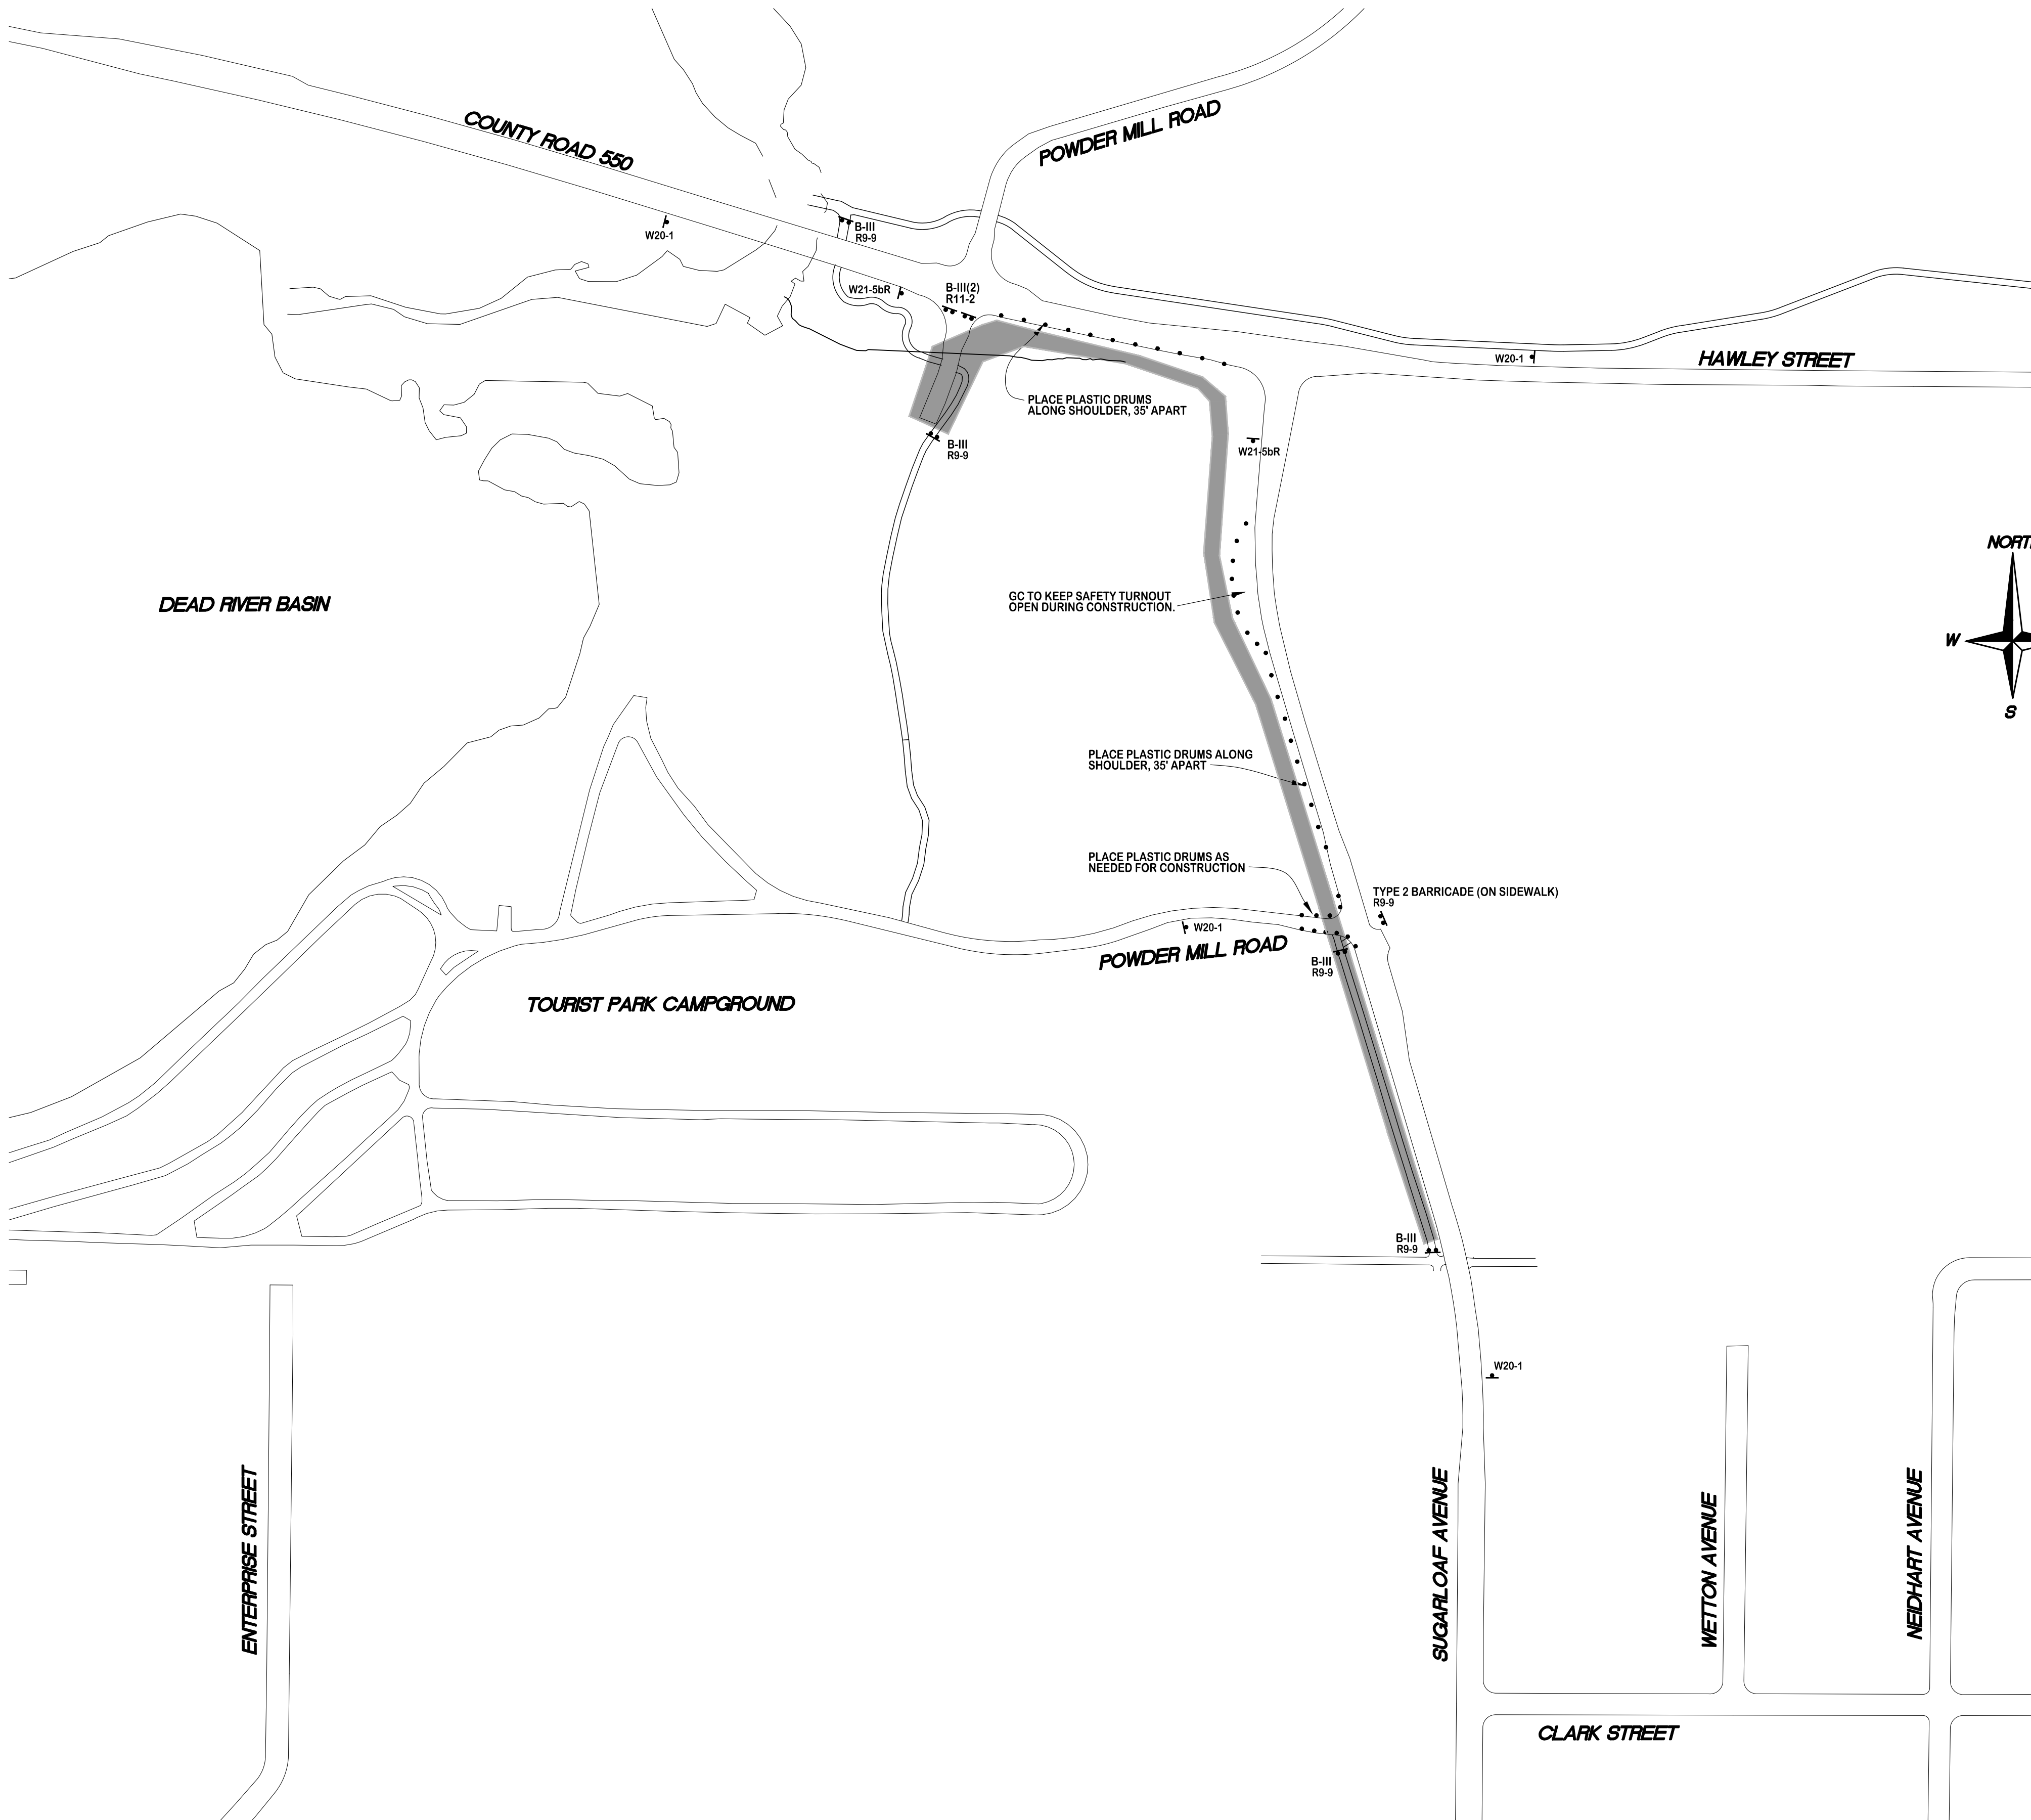 COUNTY ROAD 550
POWDER MILL ROAD
B-III
R9-9
W20-1
W21-5bR
B-III(2)
R11-2
W20-1
HAWLEY STREET
PLACE PLASTIC DRUMS
ALONG SHOULDER, 35' APART
B-III
R9-9
W21-5bR
NORT
W
S
DEAD RIVER BASIN
GC TO KEEP SAFETY TURNOUT
OPEN DURING CONSTRUCTION.
PLACE PLASTIC DRUMS ALONG
SHOULDER, 35' APART
PLACE PLASTIC DRUMS AS
NEEDED FOR CONSTRUCTION
TYPE 2 BARRICADE (ON SIDEWALK)
R9-9
W20-1
POWDER MILL ROAD
B-III
R9-9
TOURIST PARK CAMPGROUND
B-III
R9-9
W20-1
ENTERPRISE STREET
SUGARLOAF AVENUE
WETTON AVENUE
NEIDHART AVENUE
CLARK STREET